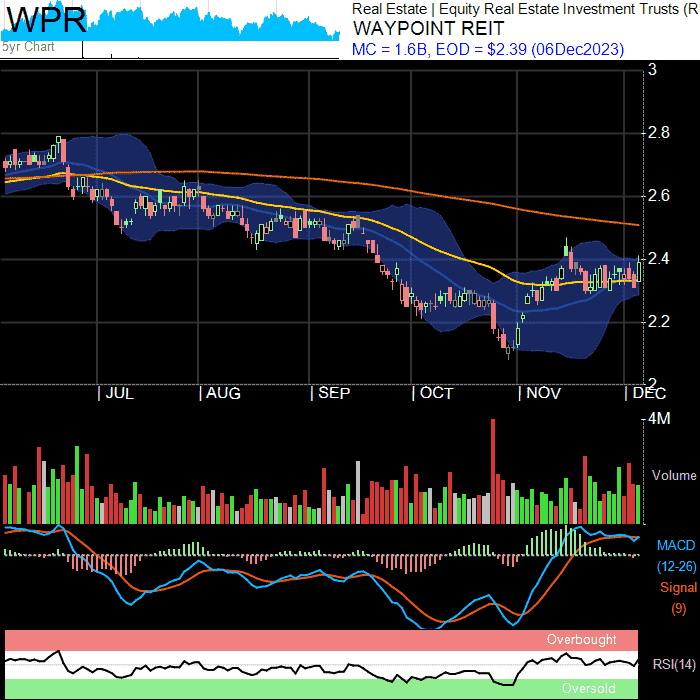 WPR
5yr Chart
Real Estate | Equity Real Estate Investment Trusts (R
WAYPOINT REIT
MC = 1.6B, EOD = $2.39 (06Dec2023)
3
2.8
2.6
2.4
2.2
2
| JUL | AUG | SEP | OCT | NOV | DEC
4M
Volume
MACD
(12-26)
Signal
(9)
Overbought
RSI(14)
Oversold